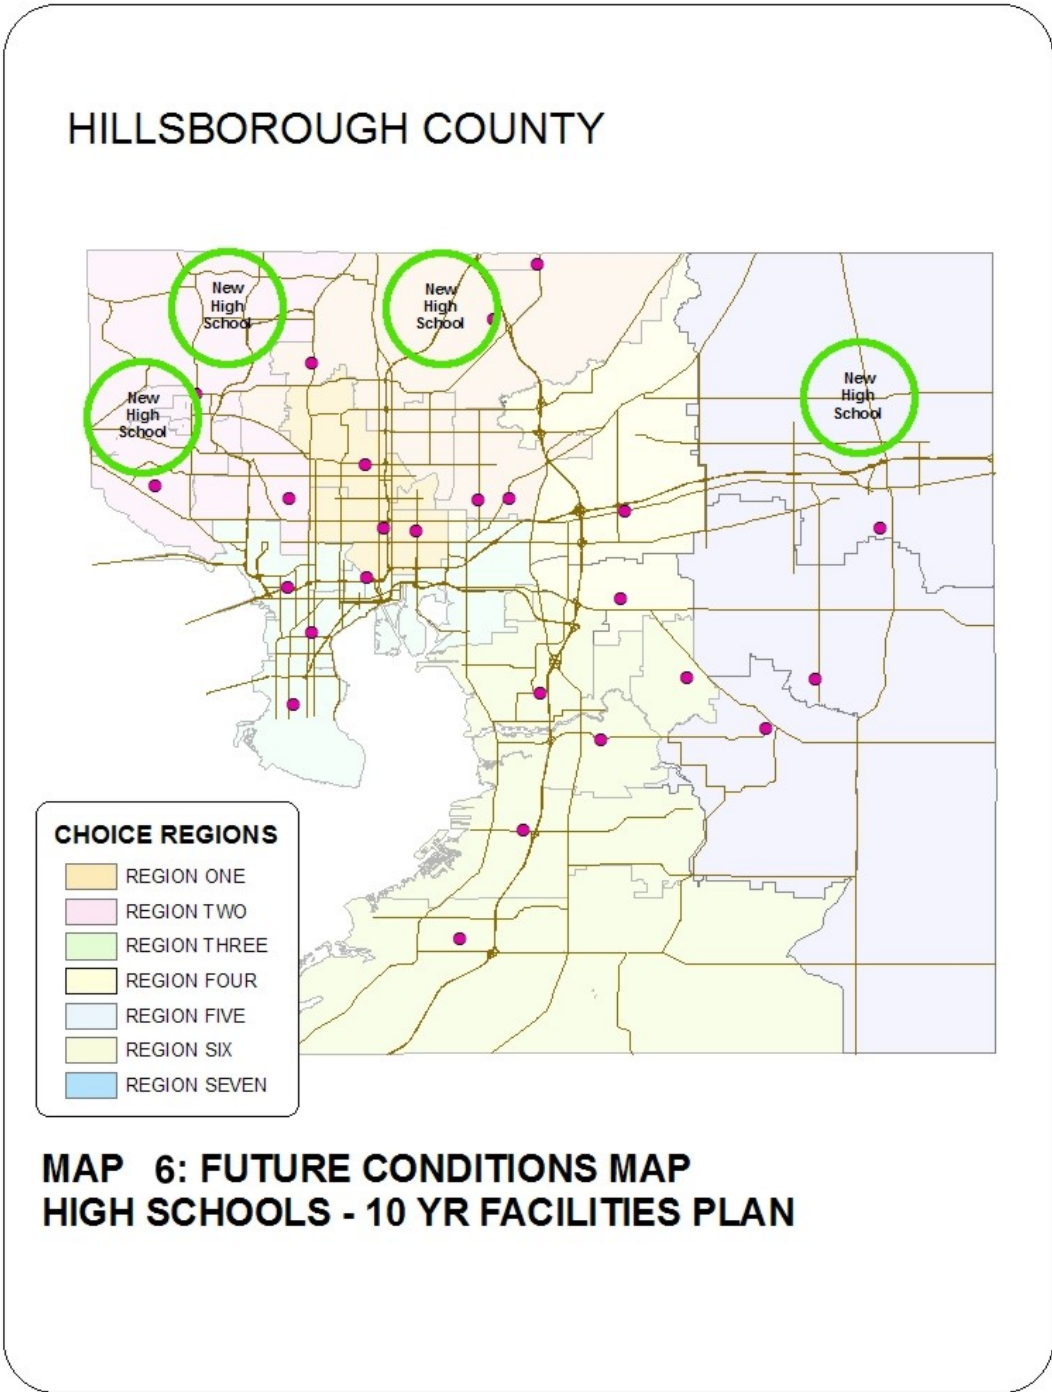 HILLSBOROUGH COUNTY
New
High
School
New
High
School
New
High
School
New
High
School
CHOICE REGIONS
REGION ONE
REGION TWO
REGION THREE
REGION FOUR
REGION FIVE
REGION SIX
REGION SEVEN
MAP 6: FUTURE CONDITIONS MAP
HIGH SCHOOLS - 10 YR FACILITIES PLAN